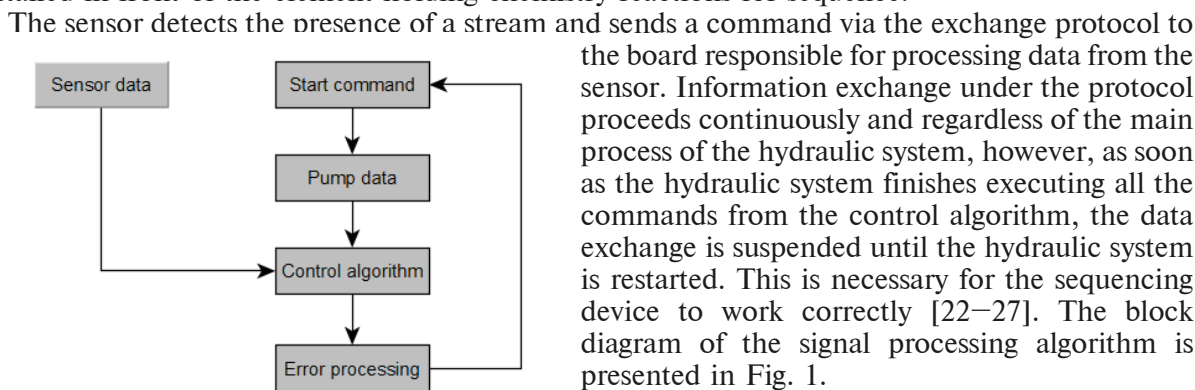 The sensor detects the presence of a stream and sends a command via the exchange protocol to
the board responsible for processing data from the
sensor. Information exchange under the protocol
proceeds continuously and regardless of the main
process of the hydraulic system, however, as soon
as the hydraulic system finishes executing all the
commands from the control algorithm, the data
exchange is suspended until the hydraulic system
is restarted. This is necessary for the sequencing
device to work correctly [22–27]. The block
diagram of the signal processing algorithm is
presented in Fig. 1.
Sensor data
Start command
Pump data
Control algorithm
Error processing